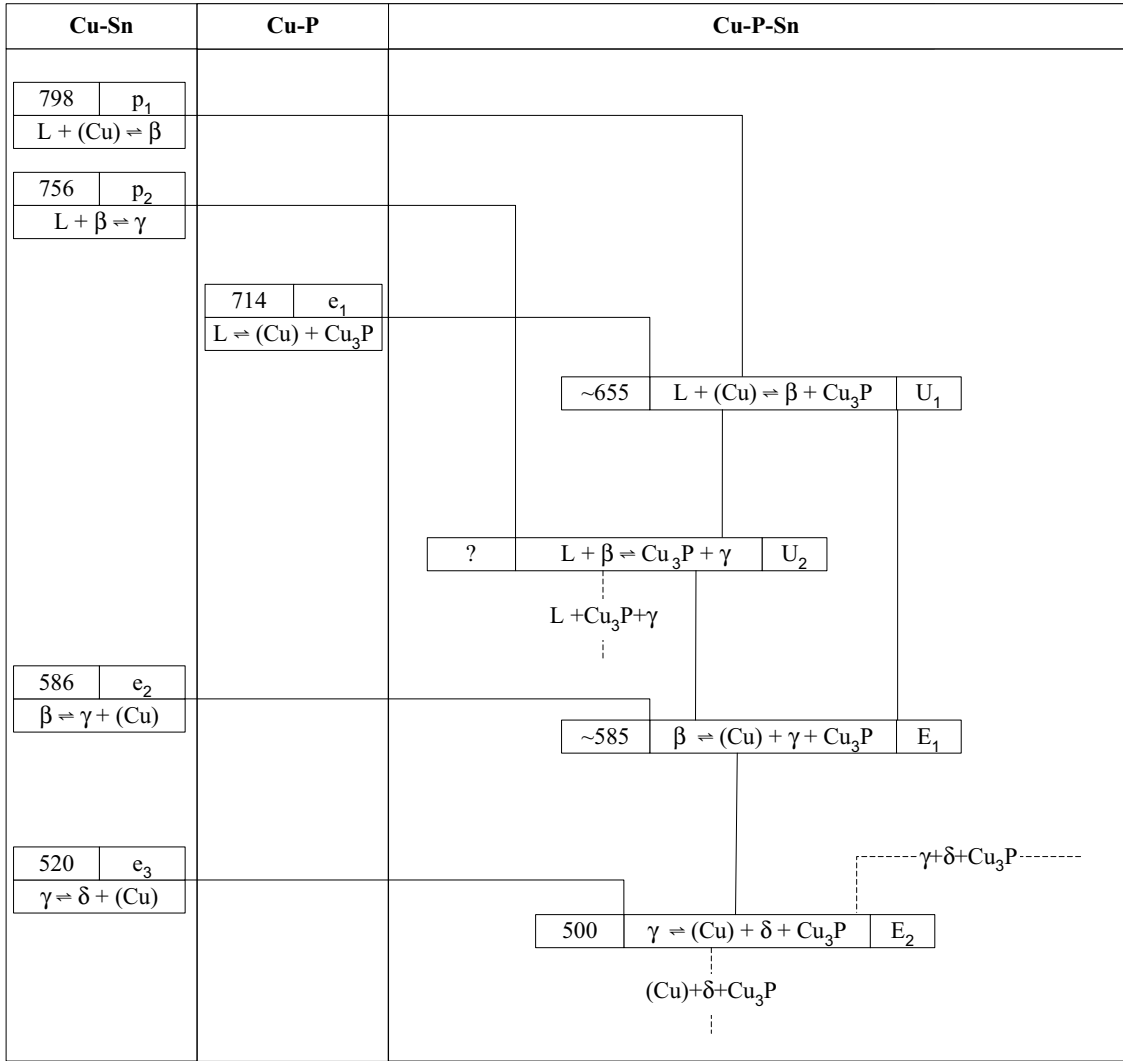 Cu-Sn Cu-P Cu-P-Sn
798 p₁
L + (Cu) ⇌ β
756 p₂
L + β ⇌ γ
714 e₁
L ⇌ (Cu) + Cu₃P
~655 L + (Cu) ⇌ β + Cu₃P U₁
? L + β ⇌ Cu₃P + γ U₂
L +Cu₃P+γ
586 e₂
β ⇌ γ + (Cu)
~585 β ⇌ (Cu) + γ + Cu₃P E₁
520 e₃
γ+δ+Cu₃P
γ ⇌ δ + (Cu)
500 γ ⇌ (Cu) + δ + Cu₃P E₂
(Cu)+δ+Cu₃P